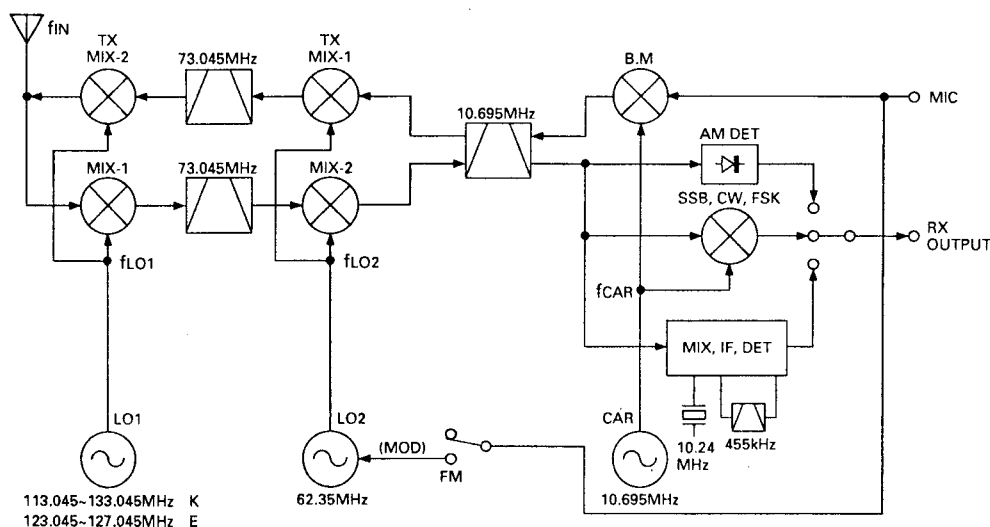 fIN
TX
MIX-2
73.045MHz
TX
MIX-1
10.695MHz
B.M
MIC
MIX-1
73.045MHz
MIX-2
AM DET
SSB, CW, FSK
RX
OUTPUT
fLO1
fLO2
fCAR
MIX, IF, DET
10.24
MHz
455kHz
LO1
LO2
(MOD)
FM
CAR
113.045~133.045MHz K
123.045~127.045MHz E
62.35MHz
10.695MHz